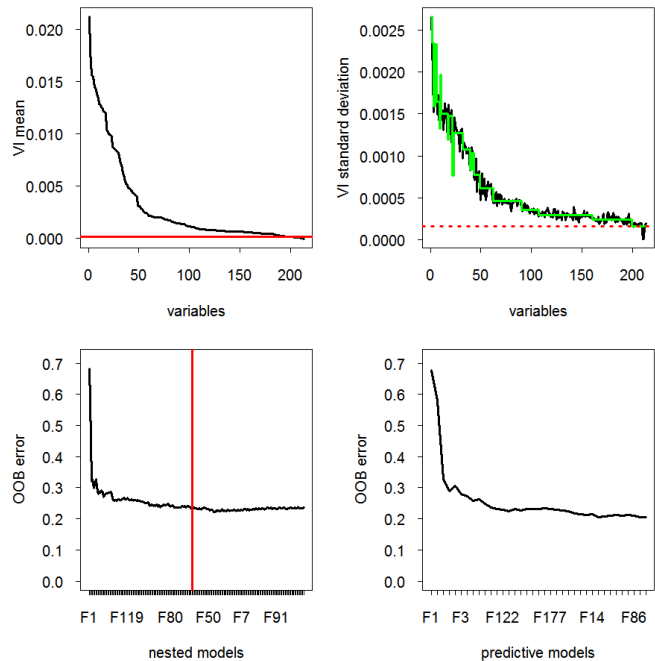 VI mean
0.020
0.015
0.010
0.005
0.000
0 50 100 150 200
variables
VI standard deviation
0.0025
0.0020
0.0015
0.0010
0.0005
0.0000
0 50 100 150 200
variables
OOB error
0.7
0.6
0.5
0.4
0.3
0.2
0.1
0.0
F1 F119 F80 F50 F7 F91
nested models
OOB error
0.7
0.6
0.5
0.4
0.3
0.2
0.1
0.0
F1 F3 F122 F177 F14 F86
predictive models